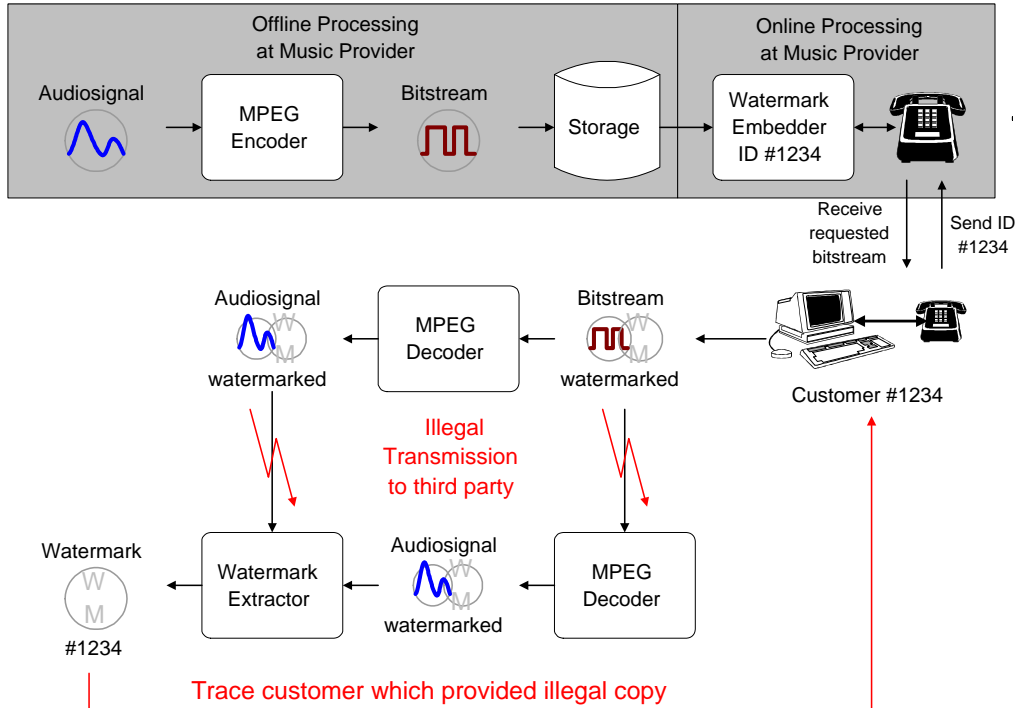 Offline Processing
at Music Provider
Online Processing
at Music Provider
Audiosignal
MPEG
Encoder
Bitstream
Storage
Watermark
Embedder
ID #1234
Receive
requested
bitstream
Send ID
#1234
Audiosignal
W
M
watermarked
MPEG
Decoder
Bitstream
W
M
watermarked
Customer #1234
Illegal
Transmission
to third party
Watermark
W
M
#1234
Watermark
Extractor
Audiosignal
W
M
watermarked
MPEG
Decoder
Trace customer which provided illegal copy